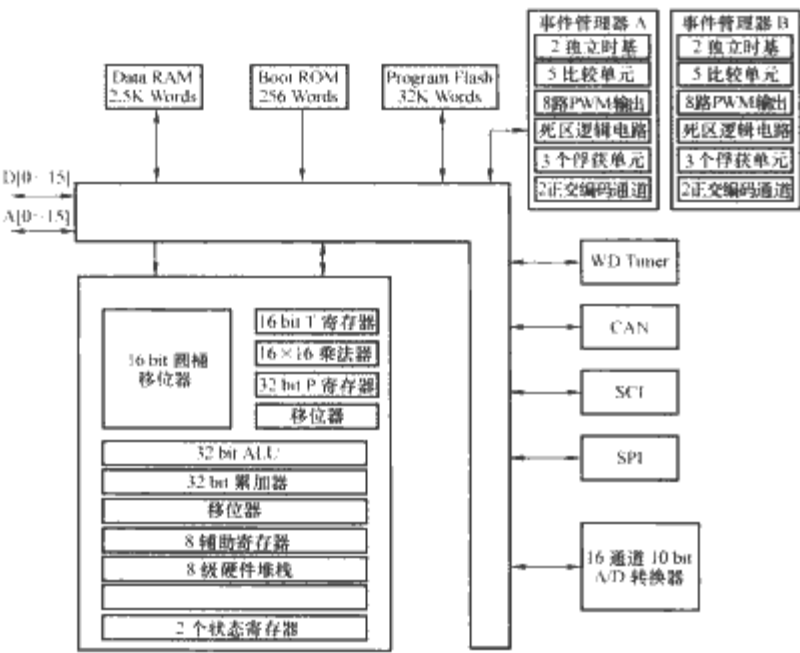 事件管理器 A
2 独立时基
5 比较单元
8路PWM输出
死区逻辑电路
3 个俘获单元
2正交编码通道
事件管理器 B
2 独立时基
5 比较单元
8路PWM输出
死区逻辑电路
3 个俘获单元
2正交编码通道
Data RAM
2.5K Words
Boot ROM
256 Words
Program Flash
32K Words
D[0~15]
A[0~15]
16 bit 圆桶
移位器
16 bit T 寄存器
16×16 乘法器
32 bit P 寄存器
移位器
32 bit ALU
32 bit 累加器
移位器
8 辅助寄存器
8 级硬件堆栈
2 个状态寄存器
WD Timer
CAN
SCI
SPI
16 通道 10 bit
A/D 转换器